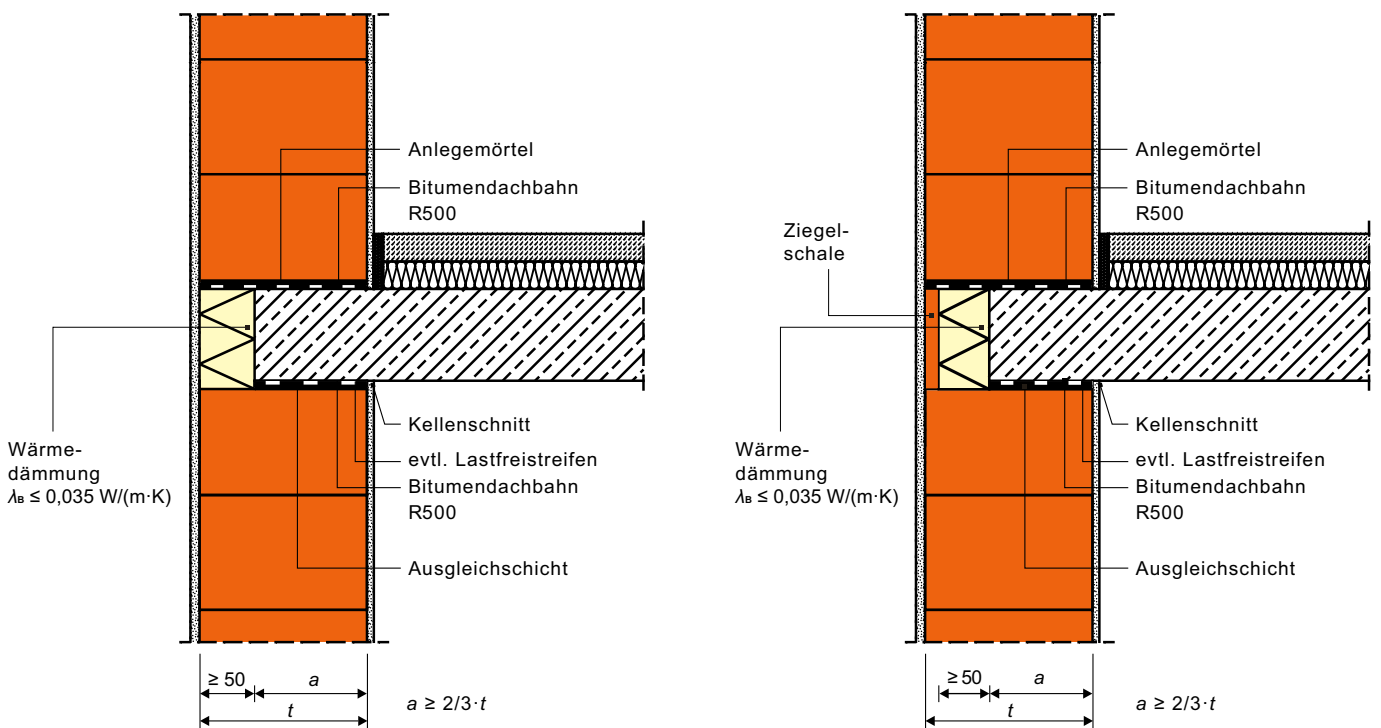 Anlegemörtel
Bitumendachbahn
R500
Wärme-
dämmung
λB ≤ 0,035 W/(m·K)
Kellenschnitt
evtl. Lastfreistreifen
Bitumendachbahn
R500
Ausgleichschicht
≥ 50
a
t
a ≥ 2/3·t
Anlegemörtel
Bitumendachbahn
R500
Ziegel-
schale
Wärme-
dämmung
λB ≤ 0,035 W/(m·K)
Kellenschnitt
evtl. Lastfreistreifen
Bitumendachbahn
R500
Ausgleichschicht
≥ 50
a
t
a ≥ 2/3·t